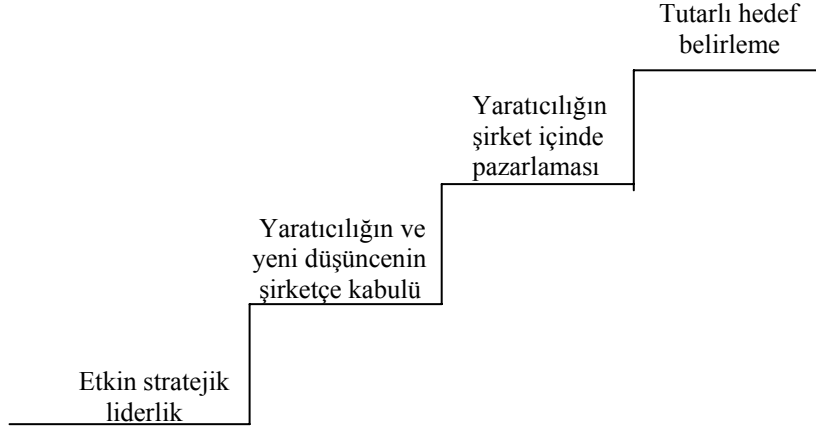 Tutarlı hedef
belirleme
Yaratıcılığın
şirket içinde
pazarlaması
Yaratıcılığın ve
yeni düşüncenin
şirketçe kabulü
Etkin stratejik
liderlik